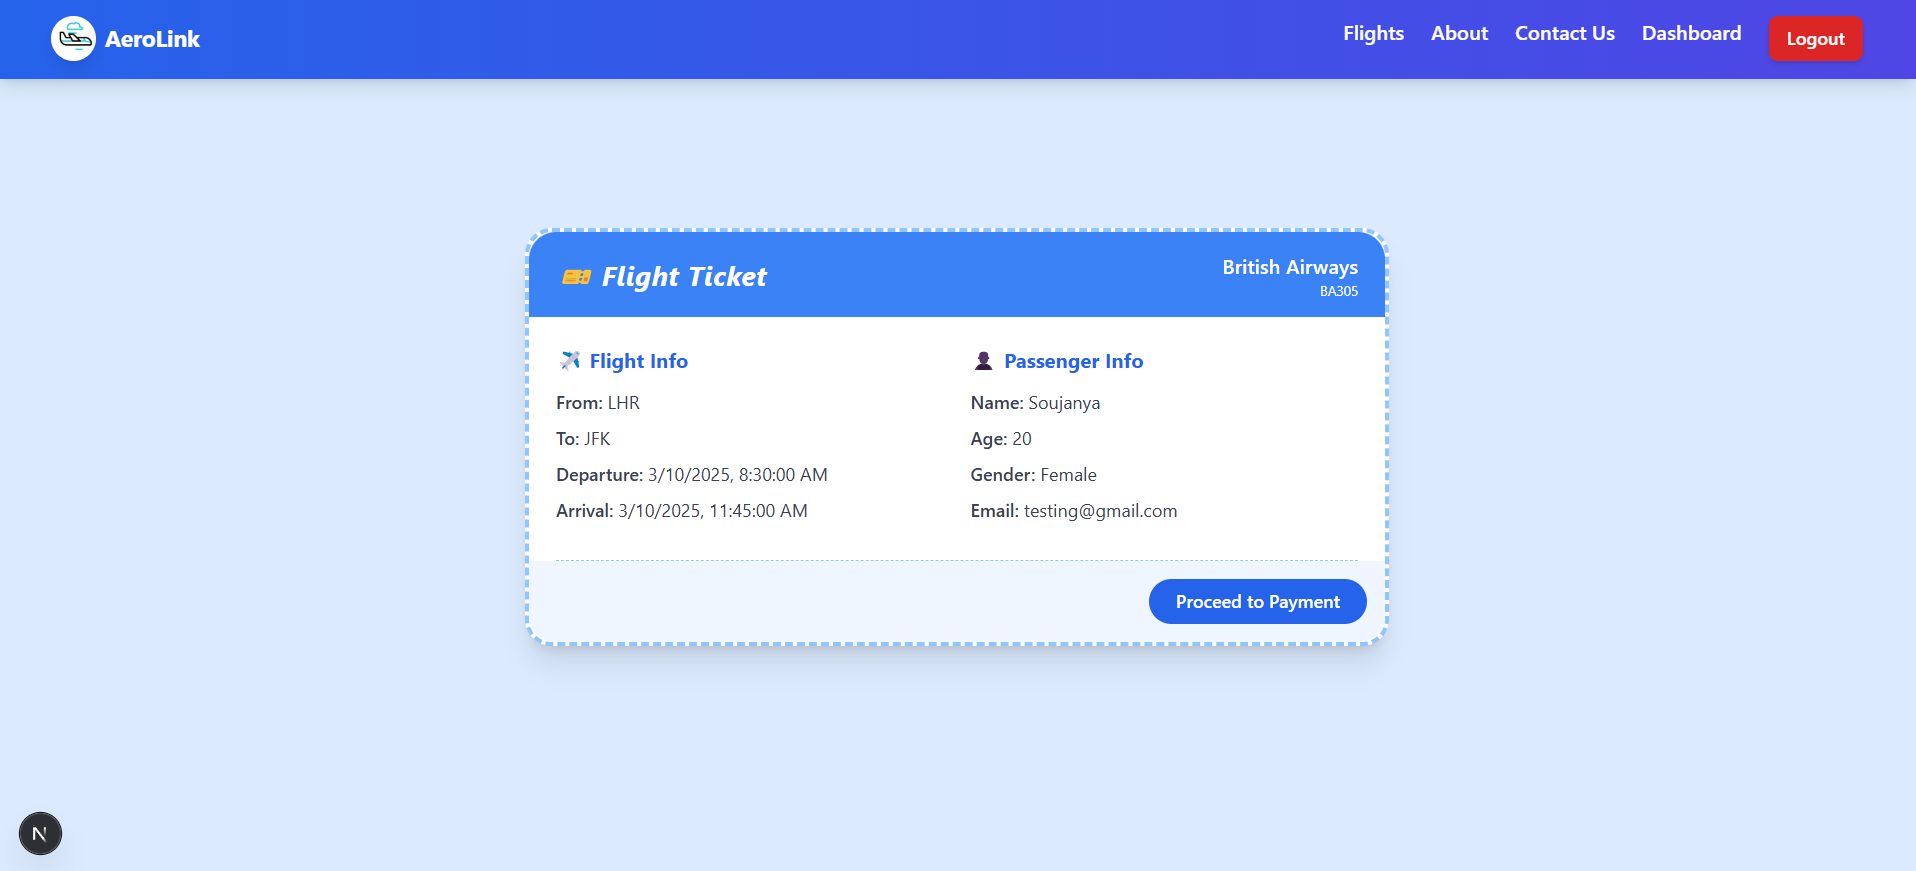 AeroLink
Flights About Contact Us Dashboard Logout
Flight Ticket
British Airways
BA305
Flight Info
From: LHR
To: JFK
Departure: 3/10/2025, 8:30:00 AM
Arrival: 3/10/2025, 11:45:00 AM
Passenger Info
Name: Soujanya
Age: 20
Gender: Female
Email: testing@gmail.com
Proceed to Payment
N